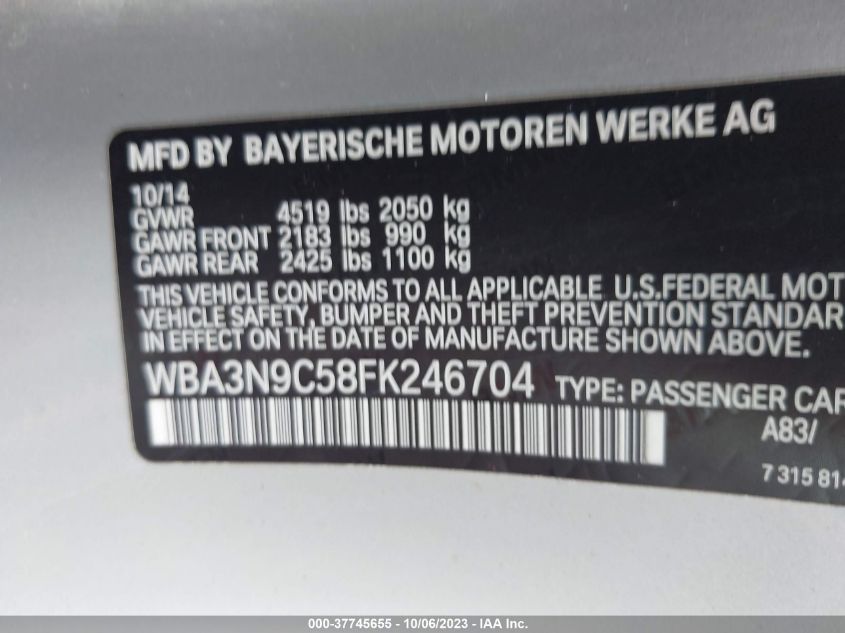 MFD BY BAYERISCHE MOTOREN WERKE AG
10/14
GVWR 4519 lbs 2050 kg
GAWR FRONT 2183 lbs 990 kg
GAWR REAR 2425 lbs 1100 kg
THIS VEHICLE CONFORMS TO ALL APPLICABLE U.S.FEDERAL MOT
VEHICLE SAFETY, BUMPER AND THEFT PREVENTION STANDAR
IN EFFECT ON THE DATE OF MANUFACTURE SHOWN ABOVE.
WBA3N9C58FK246704 TYPE: PASSENGER CAR
A83/
7 315 814
000-37745655 - 10/06/2023 - IAA Inc.